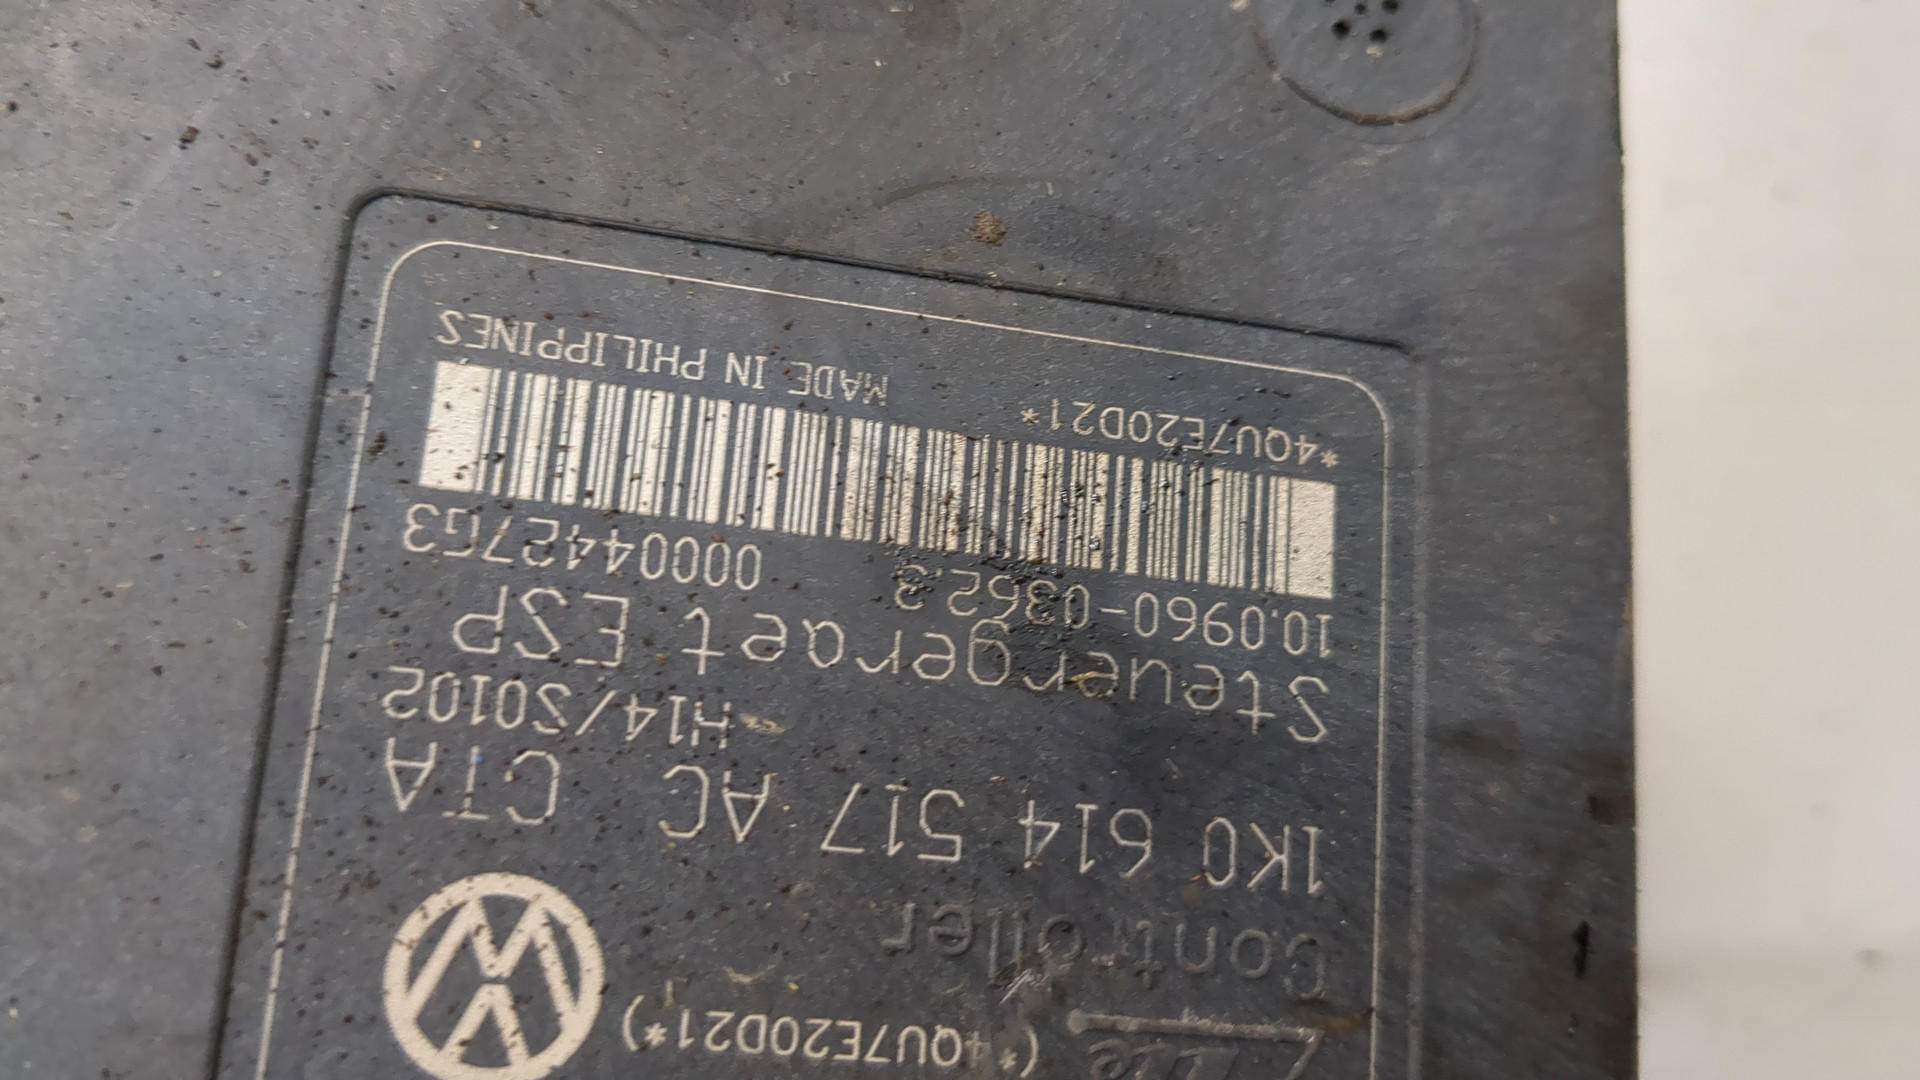 (*4QU7E20D21*)
Controller
1K0 614 517 AC CTA
H14/S0102
Steuergeraet ESP
10.0960-0362.3 00004427G3
*4QU7E20D21* MADE IN PHILIPPINES